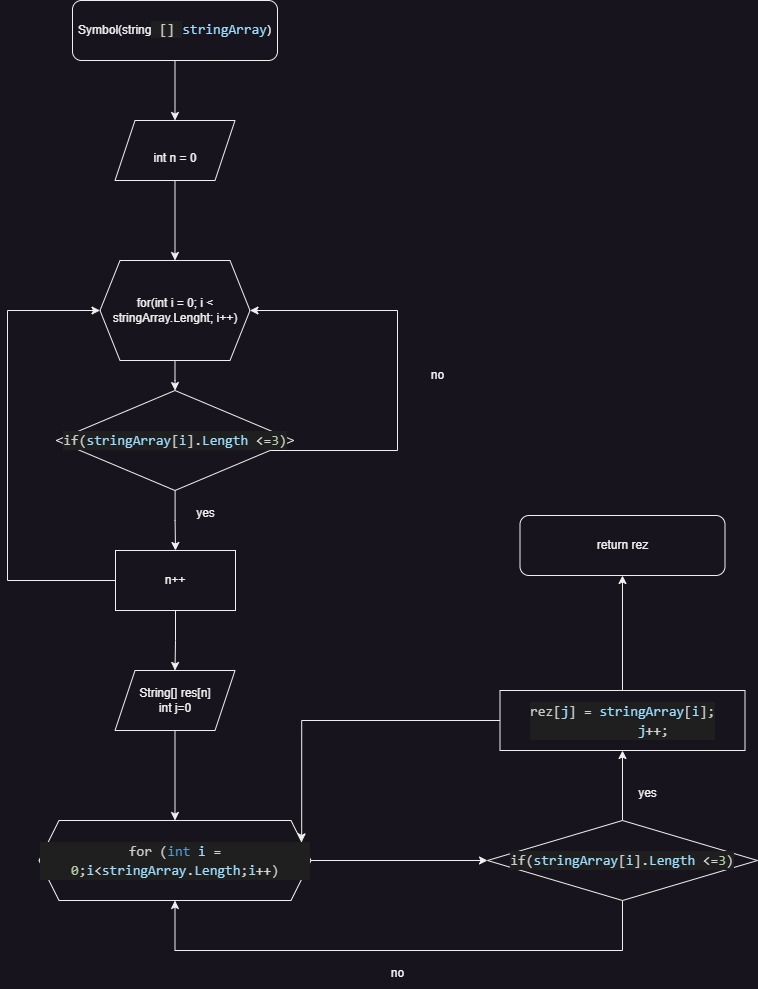 Symbol(string [] stringArray)
int n = 0
for(int i = 0; i <
stringArray.Lenght; i++)
no
<if(stringArray[i].Length <=3)>
yes
n++
return rez
String[] res[n]
int j=0
rez[j] = stringArray[i];
j++;
yes
for (int i =
0;i<stringArray.Length;i++)
if(stringArray[i].Length <=3)
no